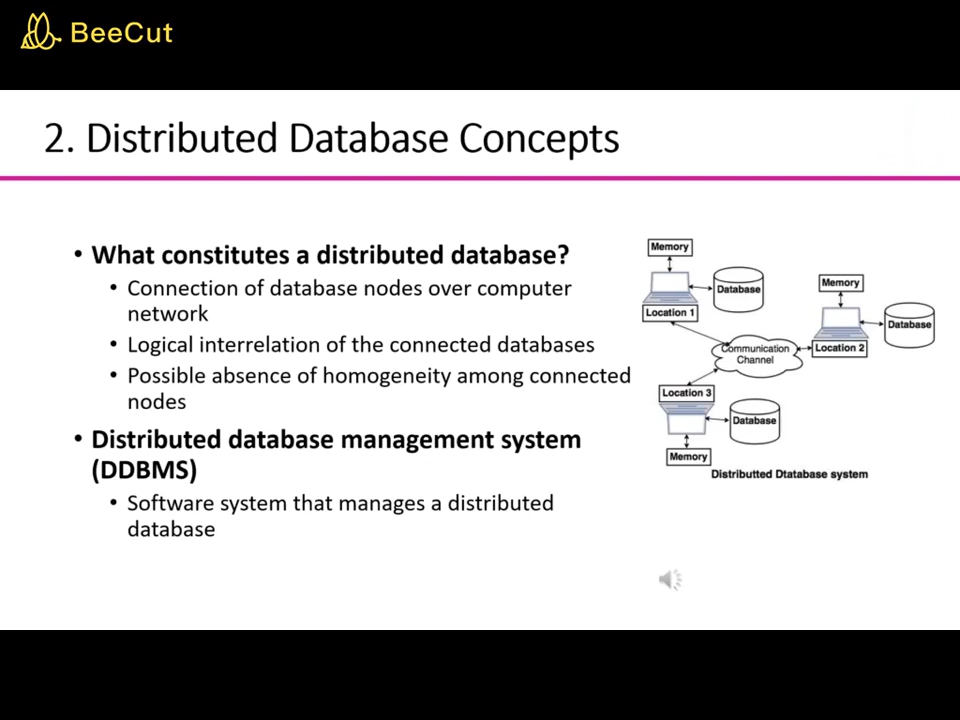 BeeCut
2. Distributed Database Concepts
• What constitutes a distributed database?
• Connection of database nodes over computer
network
• Logical interrelation of the connected databases
• Possible absence of homogeneity among connected
nodes
• Distributed database management system
(DDBMS)
• Software system that manages a distributed
database
Memory
Database
Location 1
Memory
Database
Location 2
Communication
Channel
Location 3
Database
Memory
Distributted Dtatabase system